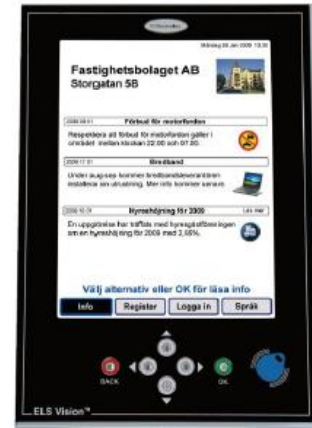 Måndag 26 Jan 2009 13:30
Fastighetsbolaget AB
Storgatan 5B
Förbud för motorfordon
Respektera att förbud för motorfordon gäller i
området mellan klockan 22.00 och 07.00.
Bredband
Under aug-sep kommer bredbandsleverantören
installera sin utrustning. Mer info kommer senare.
Hyreshöjning för 2009 Läs mer
En uppgörelse har träffats med hyresgästföreningen
om en hyreshöjning för 2009 med 2,65%.
Välj alternativ eller OK för läsa info
Info Register Logga in Språk
BACK OK
ELS Vision™